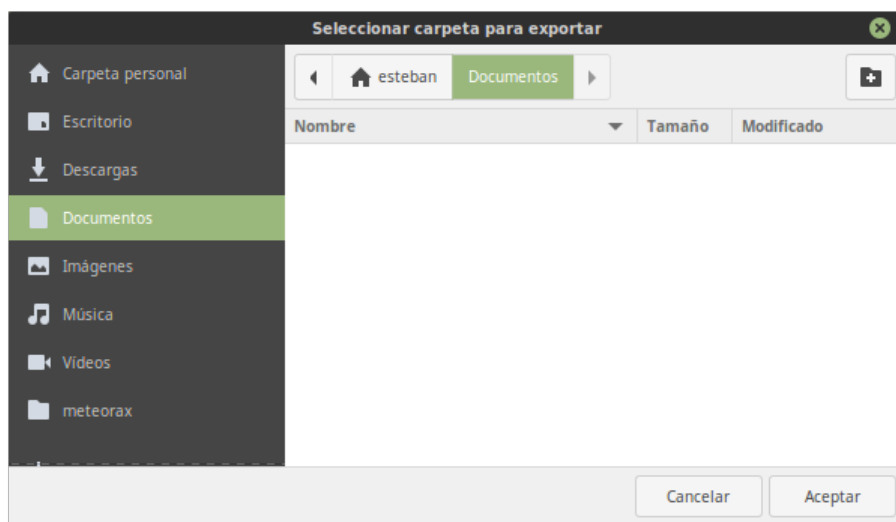 Seleccionar carpeta para exportar
Carpeta personal
Escritorio
Descargas
Documentos
Imágenes
Música
Vídeos
meteorax
esteban Documentos
Nombre Tamaño Modificado
Cancelar Aceptar